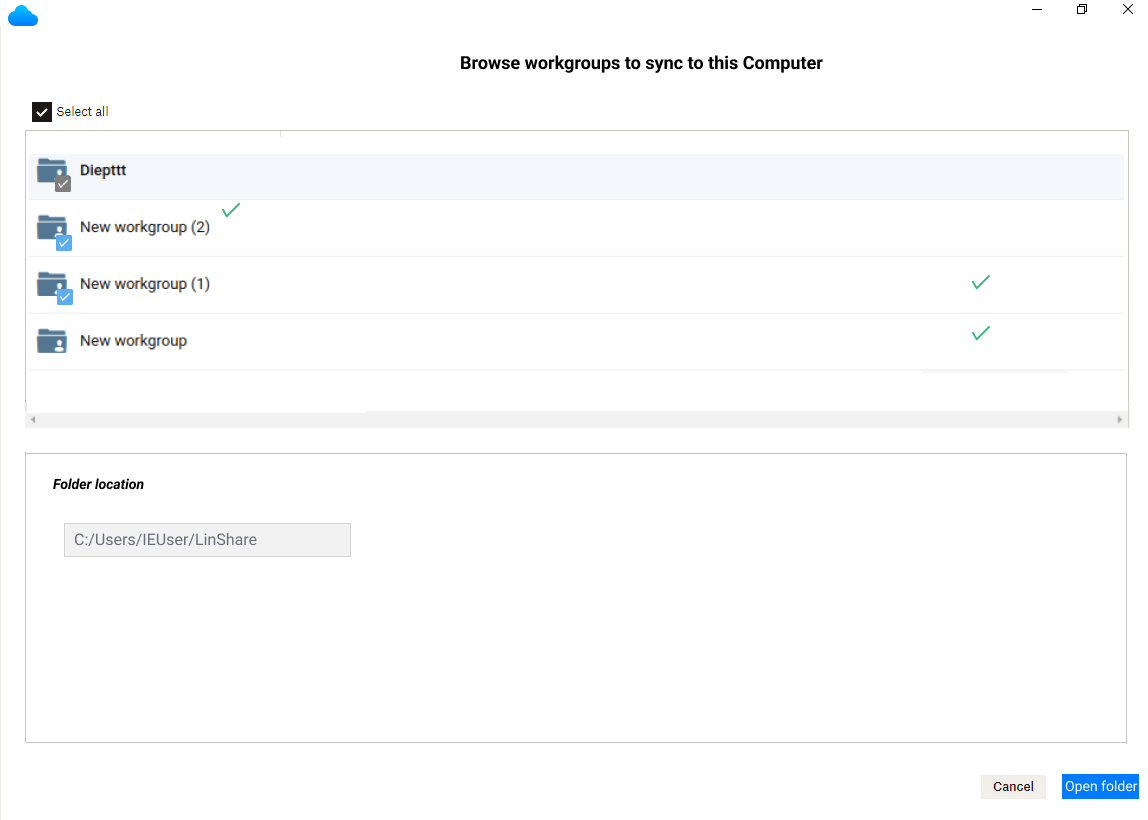 Browse workgroups to sync to this Computer
Select all
Diepttt
New workgroup (2)
New workgroup (1)
New workgroup
Folder location
C:/Users/IEUser/LinShare
Cancel
Open folder